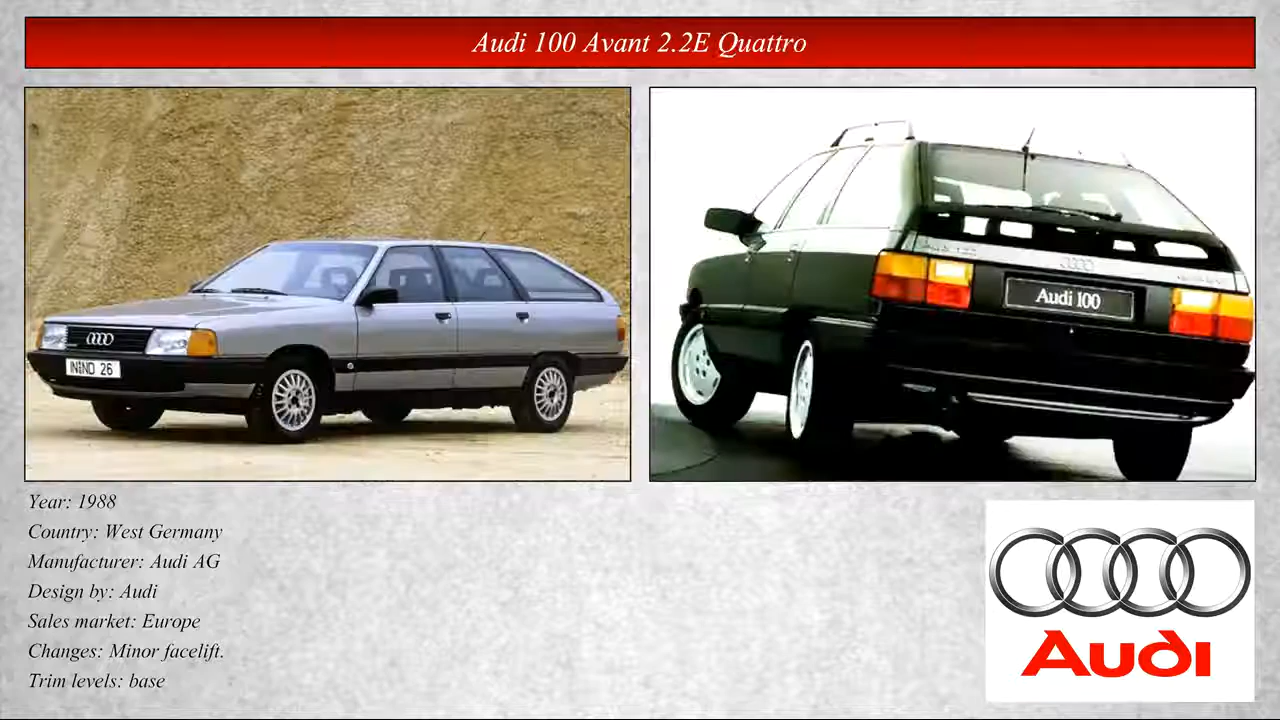 Audi 100 Avant 2.2E Quattro
IN·ND 26
Audi 100
Year: 1988
Country: West Germany
Manufacturer: Audi AG
Design by: Audi
Sales market: Europe
Changes: Minor facelift.
Trim levels: base
Audi